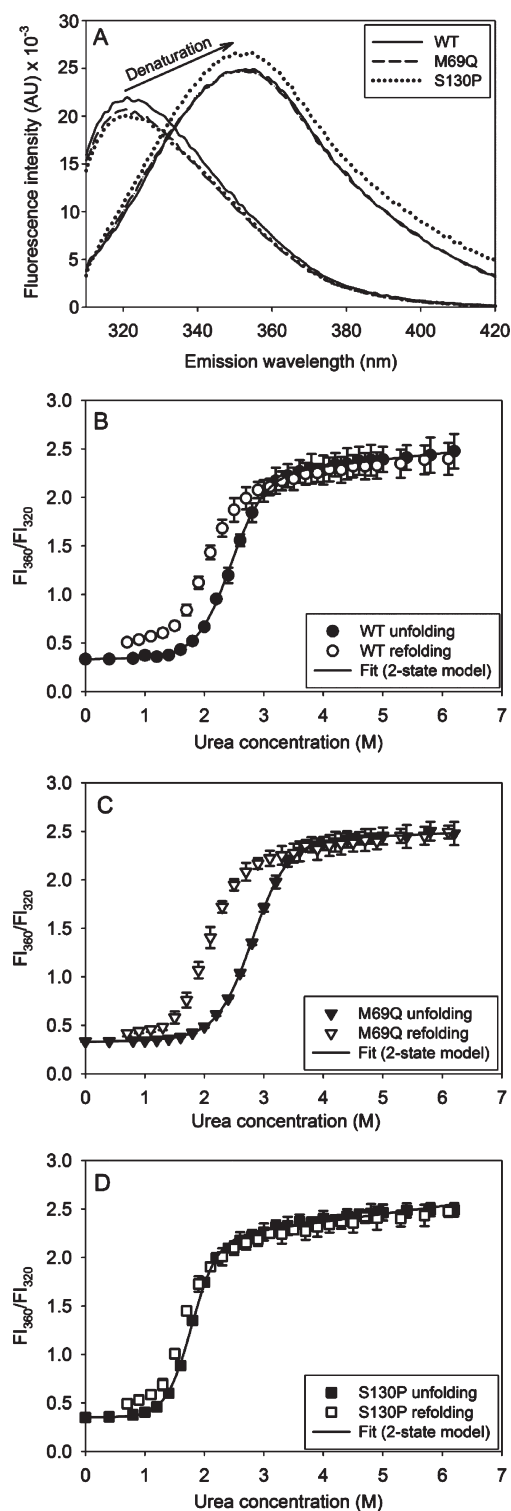 A
Denaturation
WT
M69Q
S130P
Fluorescence intensity (AU) x 10-3
30
25
20
15
10
5
0
320 340 360 380 400 420
Emission wavelength (nm)
B
FI360/FI320
3.0
2.5
2.0
1.5
1.0
0.5
0.0
WT unfolding
WT refolding
Fit (2-state model)
0 1 2 3 4 5 6 7
Urea concentration (M)
C
FI360/FI320
3.0
2.5
2.0
1.5
1.0
0.5
0.0
M69Q unfolding
M69Q refolding
Fit (2-state model)
0 1 2 3 4 5 6 7
Urea concentration (M)
D
FI360/FI320
3.0
2.5
2.0
1.5
1.0
0.5
0.0
S130P unfolding
S130P refolding
Fit (2-state model)
0 1 2 3 4 5 6 7
Urea concentration (M)